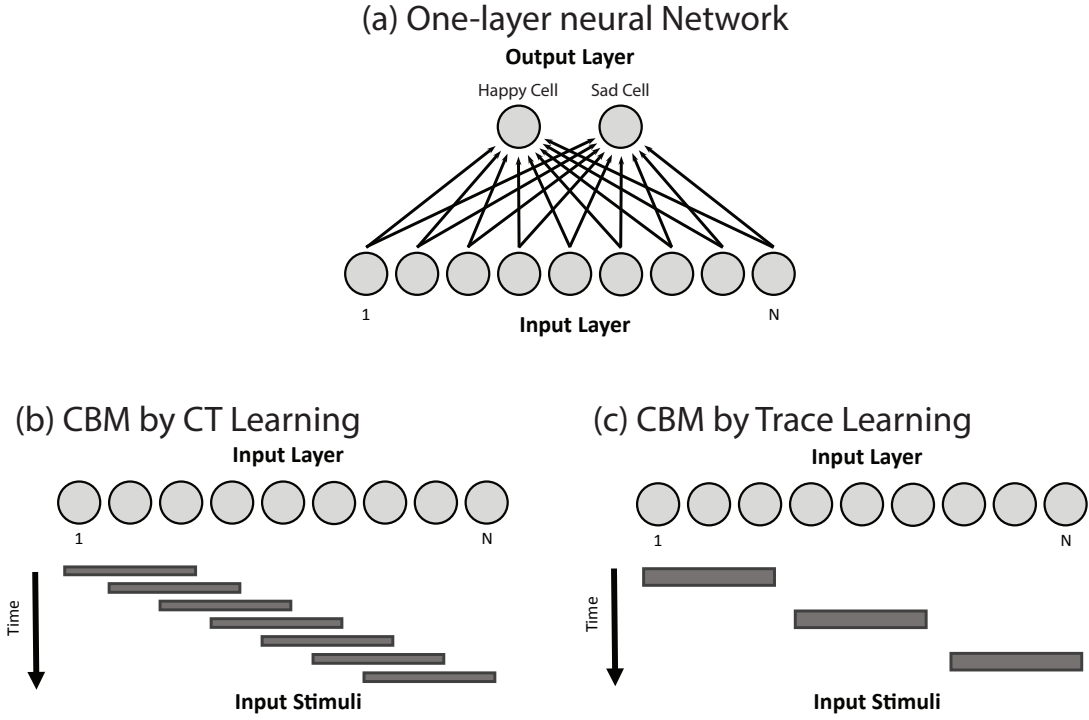 (a) One-layer neural Network
Output Layer
Happy Cell Sad Cell
1 N
Input Layer
(b) CBM by CT Learning
Input Layer
1 N
Time
Input Stimuli
(c) CBM by Trace Learning
Input Layer
1 N
Time
Input Stimuli